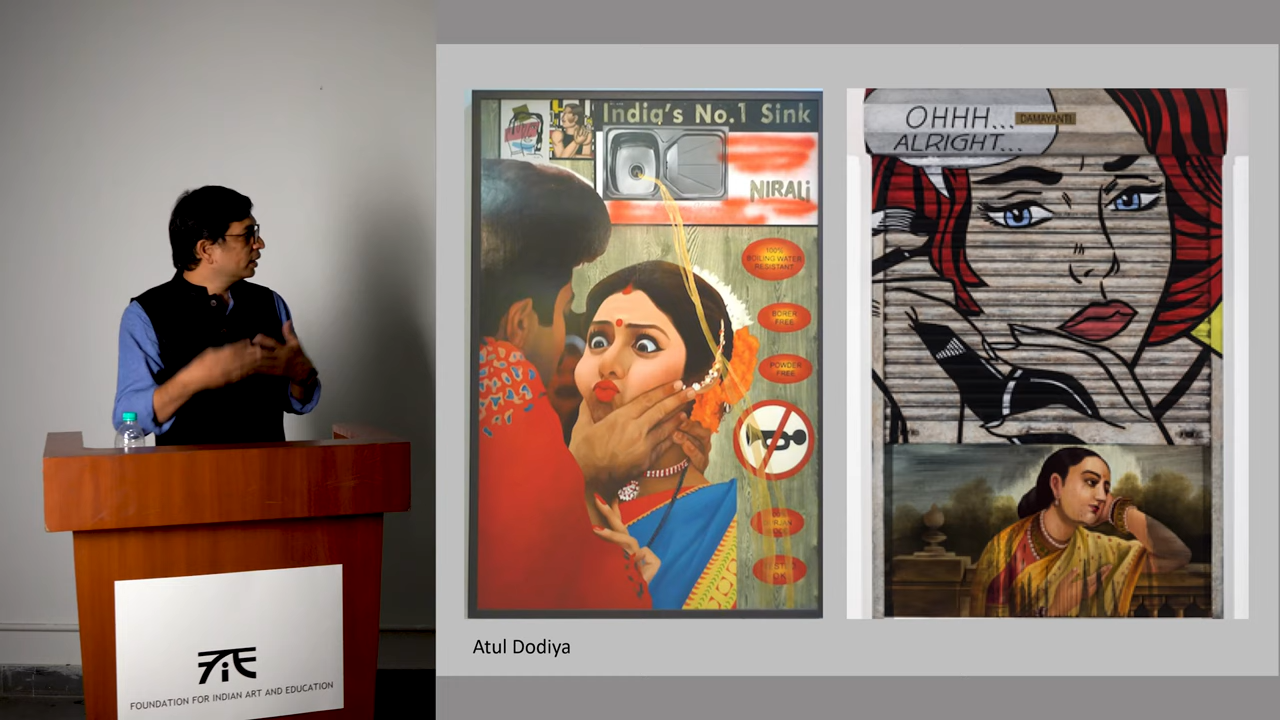 India's No.1 Sink
NIRALI
100%
BOILING WATER
RESISTANT
BORER
FREE
POWDER
FREE
OHHH...
DAMAYANTI
ALRIGHT...
Atul Dodiya
FiE
FOUNDATION FOR INDIAN ART AND EDUCATION